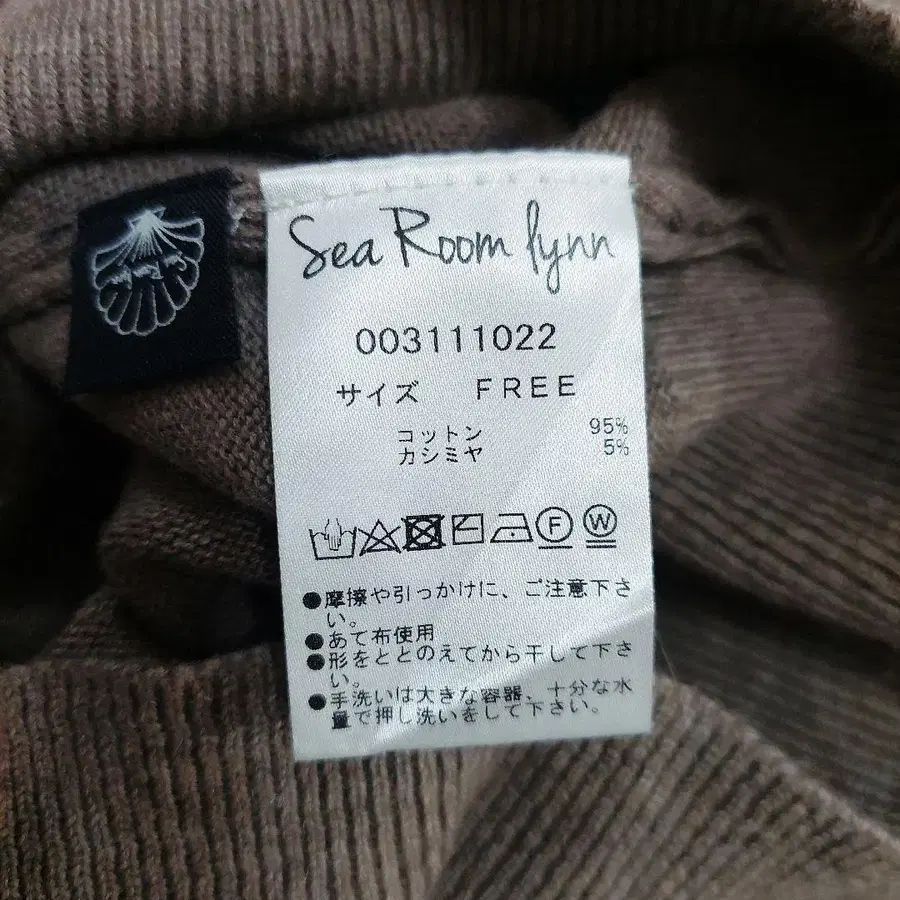 Sea Room lynn
003111022
サイズ FREE
コットン 95%
カシミヤ 5%
F W
●摩擦や引っかけに、ご注意下さ
い。
●あて布使用
●形をととのえてから干して下さ
い。
●手洗いは大きな容器、十分な水
量で押し洗いをして下さい。